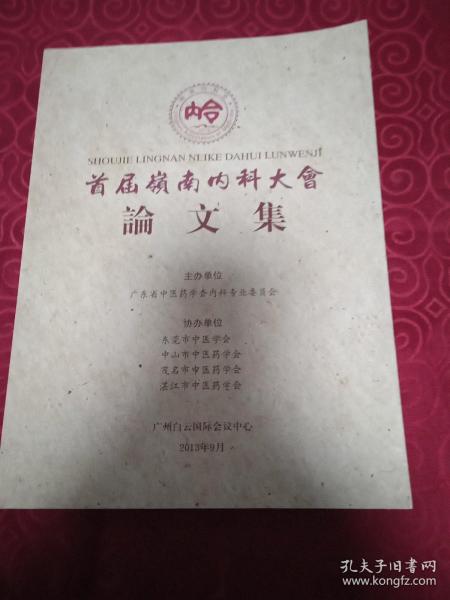 SHOUJIE LINGNAN NEIKE DAHUI LUNWENJI
首届嶺南内科大會
論文集
主办单位
广东省中医药学会内科专业委员会
协办单位
东莞市中医学会
中山市中医药学会
茂名市中医药学会
湛江市中医药学会
广州白云国际会议中心
2013年9月
孔夫子旧书网
www.kongfz.com